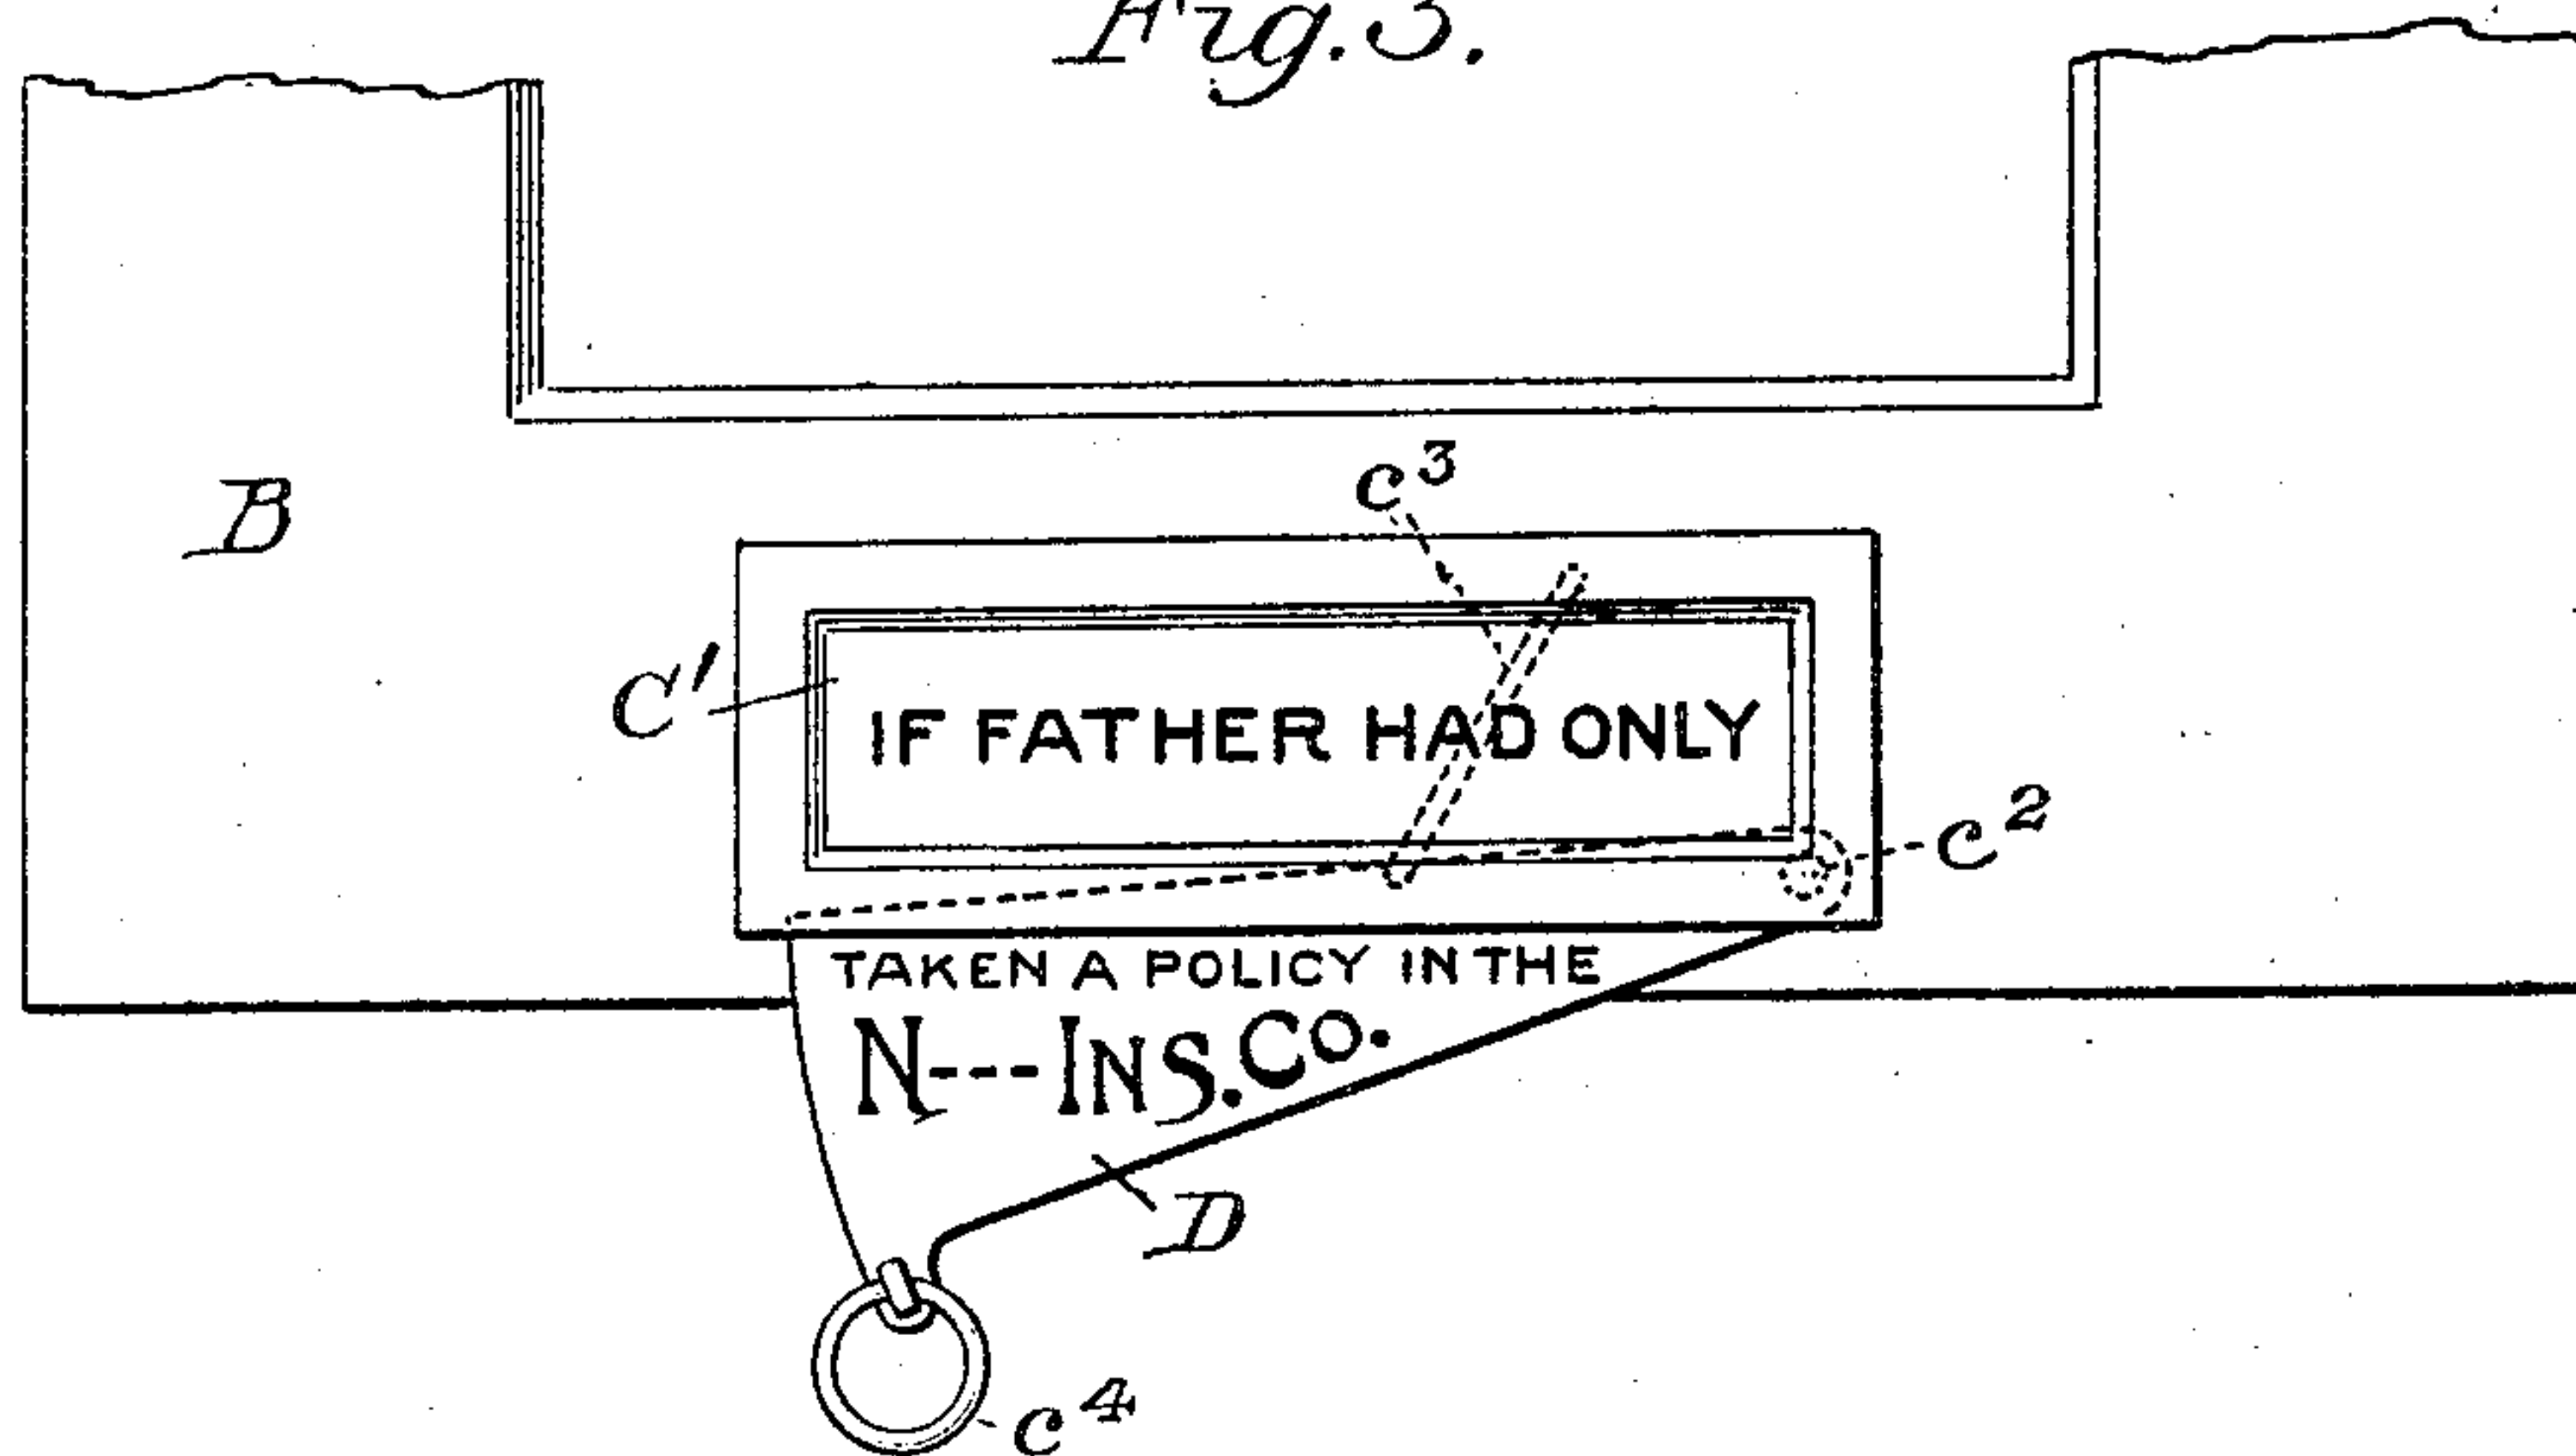 Fig. 3.
B
c³
C'
IF FATHER HAD ONLY
c²
TAKEN A POLICY IN THE
N---INS. CO.
D
c⁴